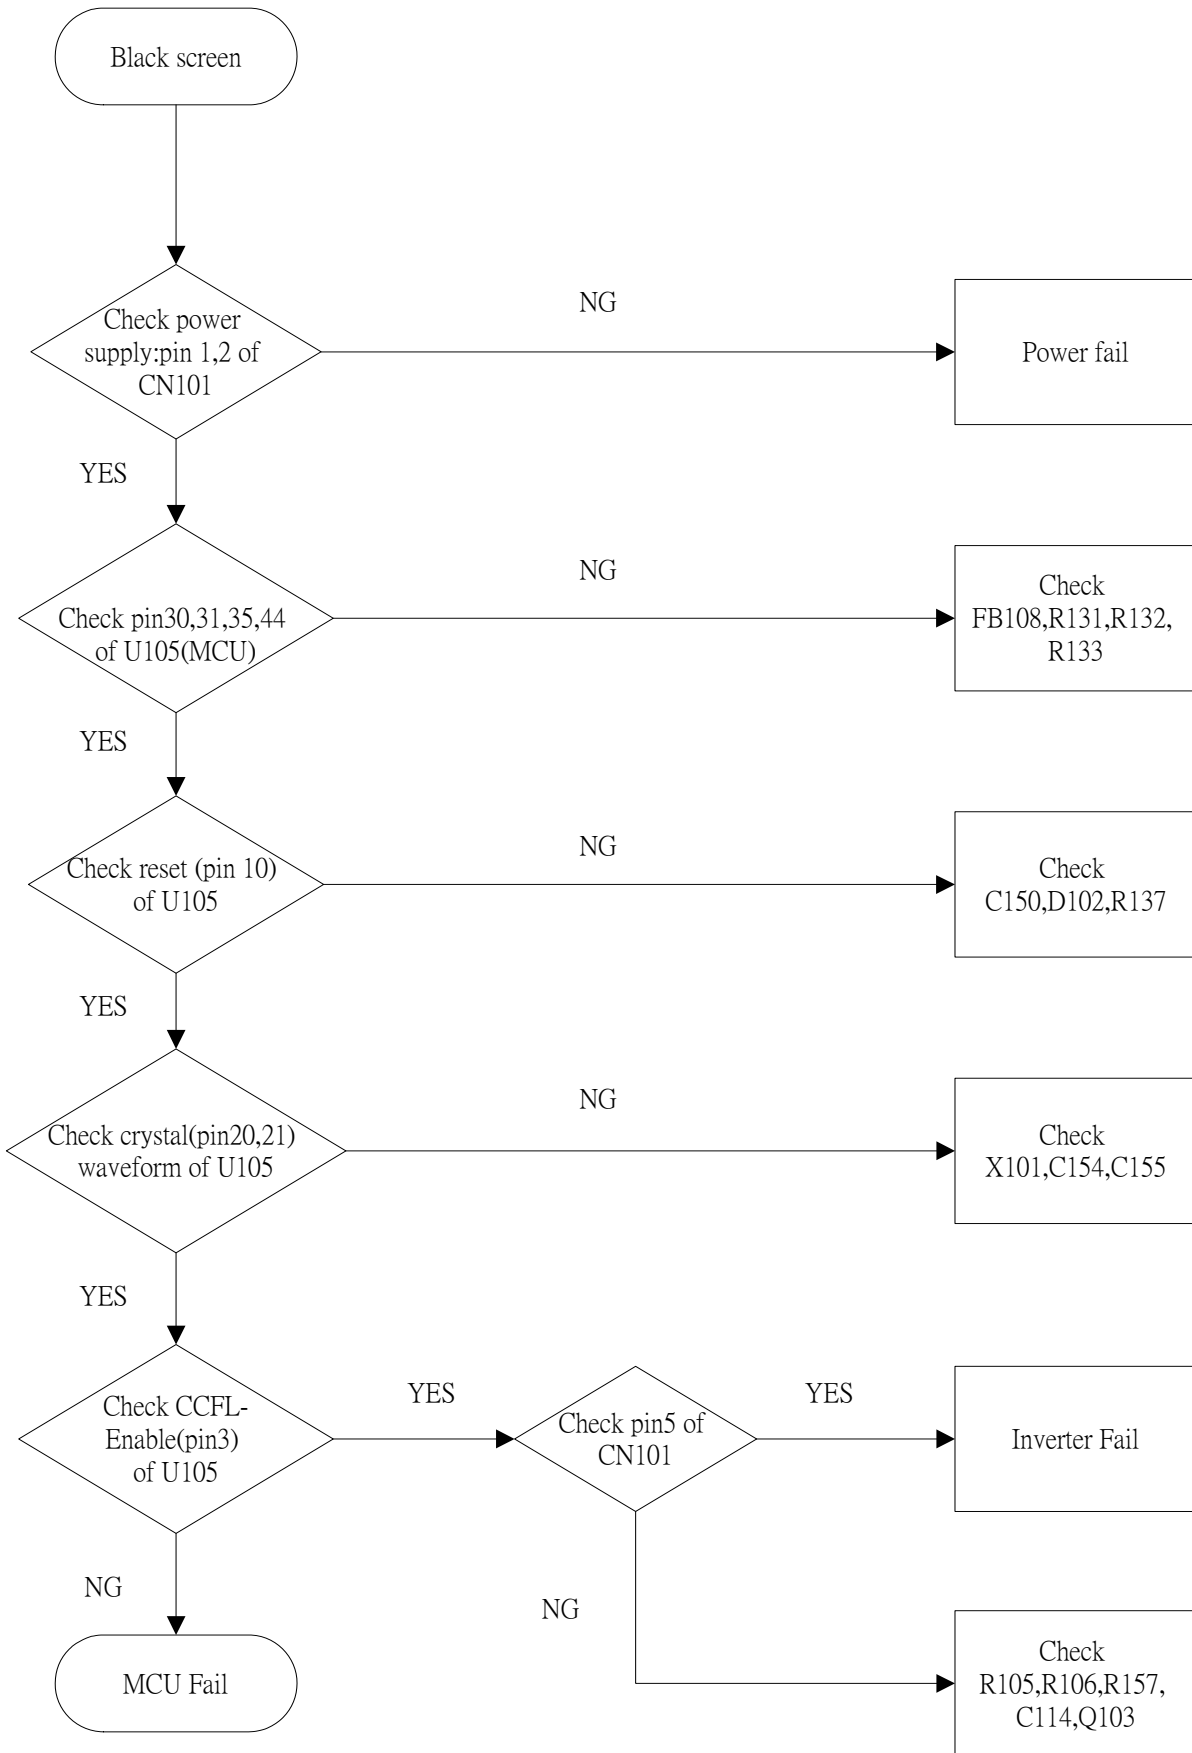 Black screen
Check power
supply:pin 1,2 of
CN101
NG
Power fail
YES
Check pin30,31,35,44
of U105(MCU)
NG
Check
FB108,R131,R132,
R133
YES
Check reset (pin 10)
of U105
NG
Check
C150,D102,R137
YES
Check crystal(pin20,21)
waveform of U105
NG
Check
X101,C154,C155
YES
Check CCFL-
Enable(pin3)
of U105
YES
Check pin5 of
CN101
YES
Inverter Fail
NG
MCU Fail
NG
Check
R105,R106,R157,
C114,Q103